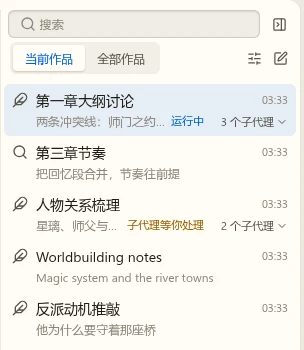 搜索
当前作品 全部作品
第一章大纲讨论 03:33
两条冲突线：师门之约... 运行中 3 个子代理
第三章节奏 03:33
把回忆段合并，节奏往前提
人物关系梳理 03:33
星璃、师父与... 子代理等你处理 2 个子代理
Worldbuilding notes 03:33
Magic system and the river towns
反派动机推敲 03:33
他为什么要守着那座桥